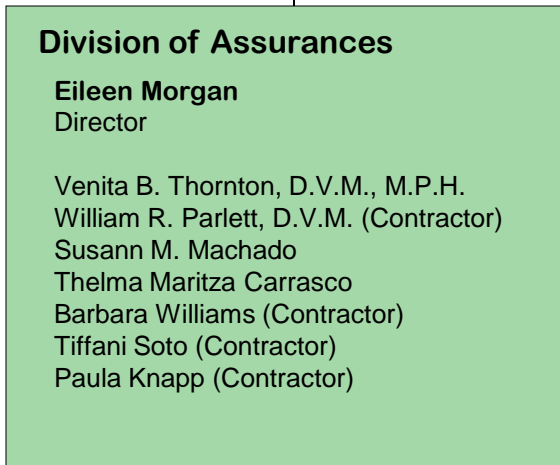 Division of Assurances
Eileen Morgan
Director
Venita B. Thornton, D.V.M., M.P.H.
William R. Parlett, D.V.M. (Contractor)
Susann M. Machado
Thelma Maritza Carrasco
Barbara Williams (Contractor)
Tiffani Soto (Contractor)
Paula Knapp (Contractor)